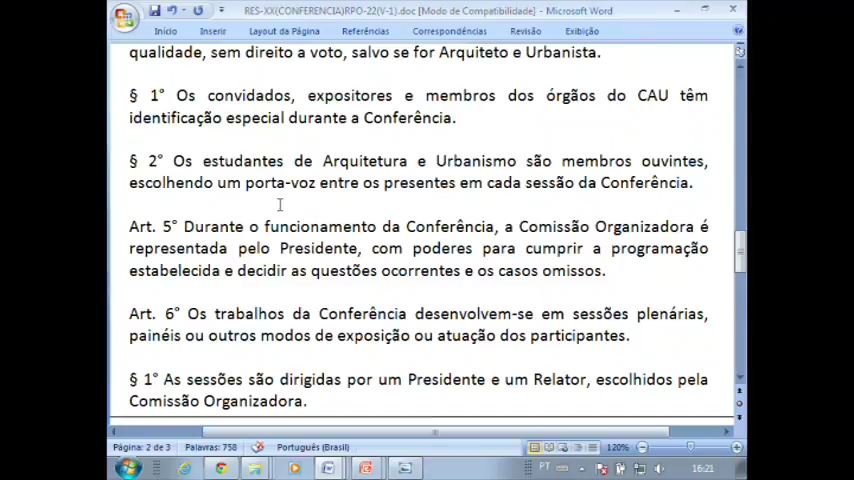 RES-XX(CONFERENCIA)RPO-22(V-1).doc [Modo de Compatibilidade] - Microsoft Word
Início Inserir Layout da Página Referências Correspondências Revisão Exibição
qualidade, sem direito a voto, salvo se for Arquiteto e Urbanista.
§ 1° Os convidados, expositores e membros dos órgãos do CAU têm
identificação especial durante a Conferência.
§ 2° Os estudantes de Arquitetura e Urbanismo são membros ouvintes,
escolhendo um porta-voz entre os presentes em cada sessão da Conferência.
Art. 5° Durante o funcionamento da Conferência, a Comissão Organizadora é
representada pelo Presidente, com poderes para cumprir a programação
estabelecida e decidir as questões ocorrentes e os casos omissos.
Art. 6° Os trabalhos da Conferência desenvolvem-se em sessões plenárias,
painéis ou outros modos de exposição ou atuação dos participantes.
§ 1° As sessões são dirigidas por um Presidente e um Relator, escolhidos pela
Comissão Organizadora.
Página: 2 de 3 Palavras: 758 Português (Brasil) 120%
PT 16:21